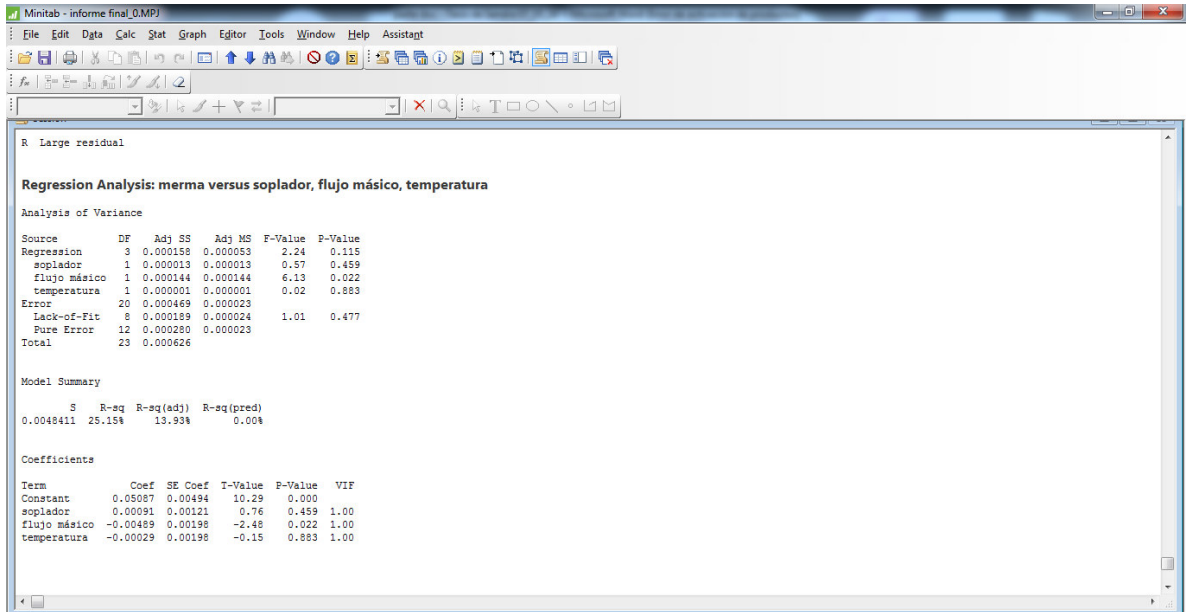 Minitab - informe final_0.MPJ
File Edit Data Calc Stat Graph Editor Tools Window Help Assistant
R Large residual
Regression Analysis: merma versus soplador, flujo másico, temperatura
Analysis of Variance
Source DF Adj SS Adj MS F-Value P-Value
Regression 3 0.000158 0.000053 2.24 0.115
soplador 1 0.000013 0.000013 0.57 0.459
flujo másico 1 0.000144 0.000144 6.13 0.022
temperatura 1 0.000001 0.000001 0.02 0.883
Error 20 0.000469 0.000023
Lack-of-Fit 8 0.000189 0.000024 1.01 0.477
Pure Error 12 0.000280 0.000023
Total 23 0.000626
Model Summary
S R-sq R-sq(adj) R-sq(pred)
0.0048411 25.15% 13.93% 0.00%
Coefficients
Term Coef SE Coef T-Value P-Value VIF
Constant 0.05087 0.00494 10.29 0.000
soplador 0.00091 0.00121 0.76 0.459 1.00
flujo másico -0.00489 0.00198 -2.48 0.022 1.00
temperatura -0.00029 0.00198 -0.15 0.883 1.00